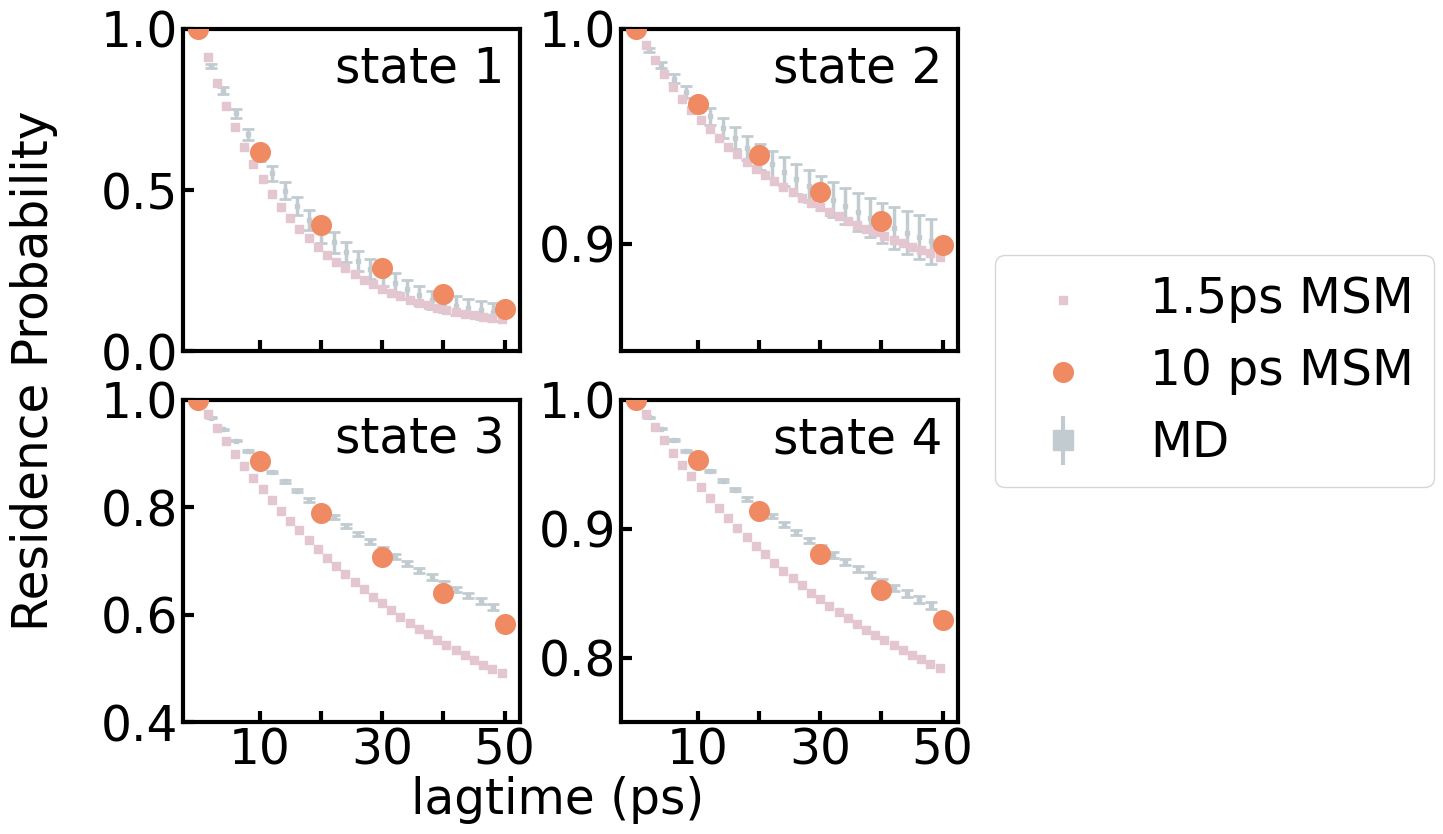 Residence Probability
1.0
0.5
0.0
state 1
1.0
0.9
state 2
1.0
0.8
0.6
0.4
state 3
10
30
50
1.0
0.9
0.8
state 4
10
30
50
lagtime (ps)
1.5ps MSM
10 ps MSM
MD